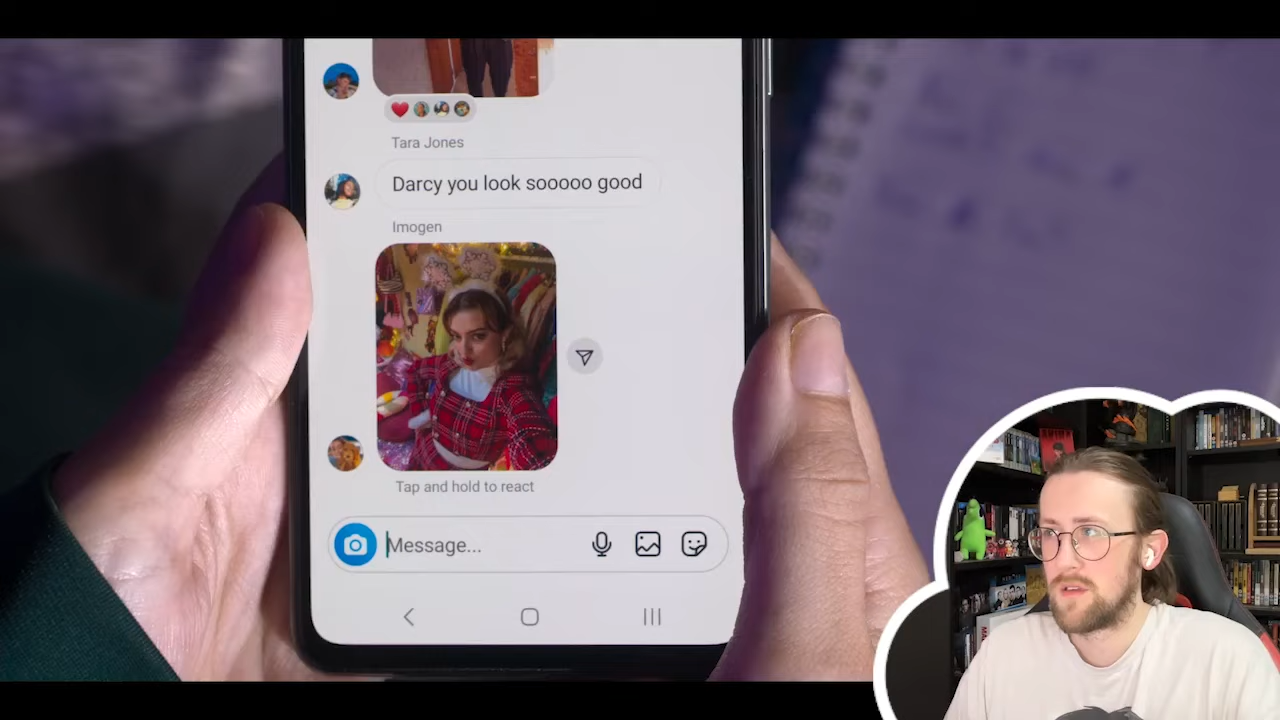 Tara Jones
Darcy you look sooooo good
Imogen
Tap and hold to react
Message...